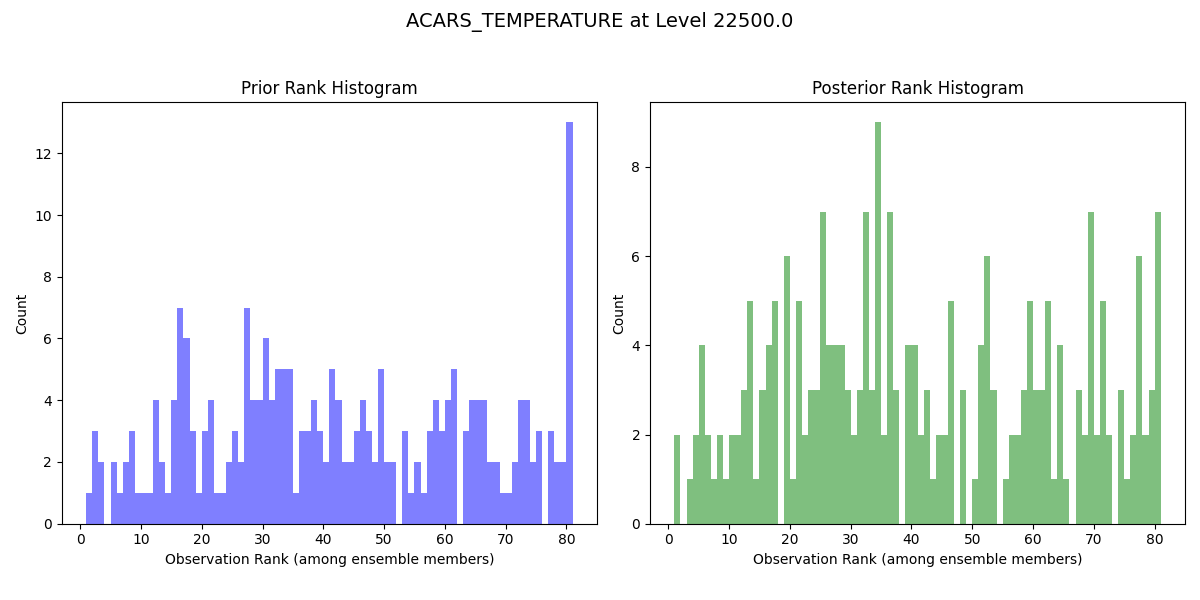 ACARS_TEMPERATURE at Level 22500.0
Prior Rank Histogram
Count
12
10
8
6
4
2
0
0 10 20 30 40 50 60 70 80
Observation Rank (among ensemble members)
Posterior Rank Histogram
Count
8
6
4
2
0
0 10 20 30 40 50 60 70 80
Observation Rank (among ensemble members)